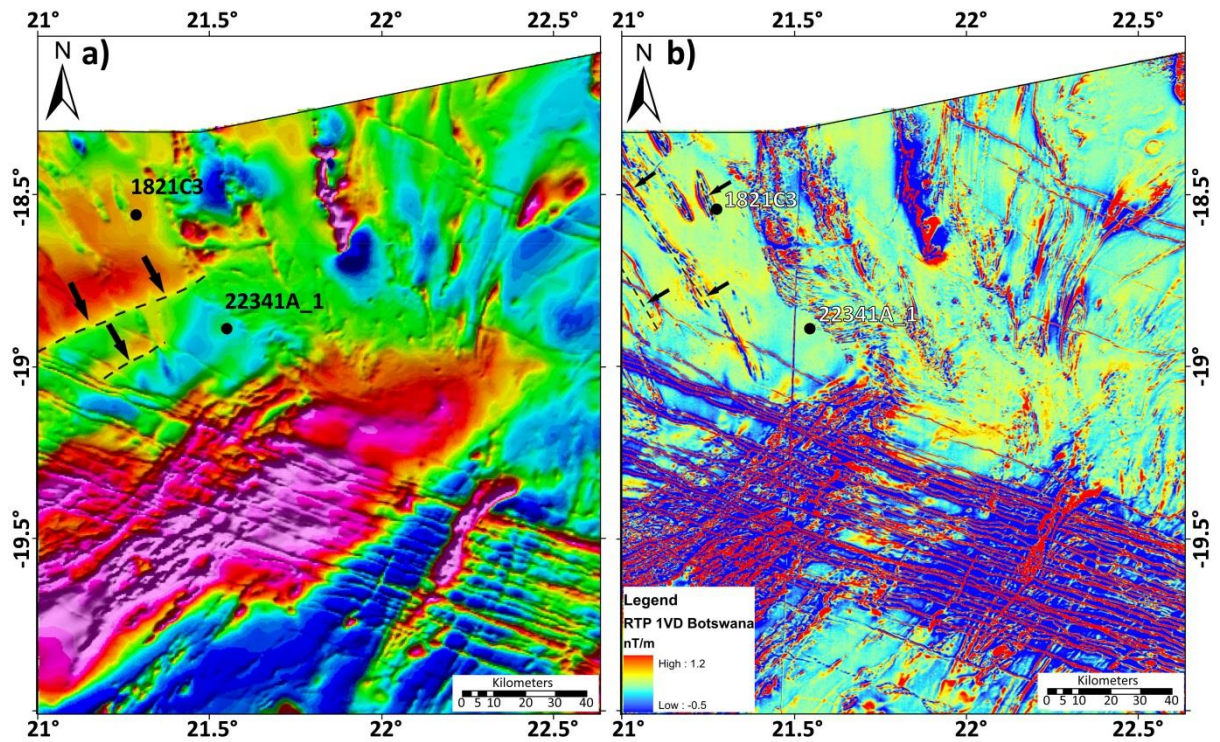 21° 21.5° 22° 22.5°
21° 21.5° 22° 22.5°
N
a)
N
b)
1821C3
-18.5°
1821C3
-18.5°
22341A_1
22341A_1
-19°
-19°
-19.5°
-19.5°
Legend
RTP 1VD Botswana
nT/m
High : 1.2
Low : -0.5
Kilometers
0 5 10 20 30 40
Kilometers
0 5 10 20 30 40
21° 21.5° 22°
-21°
21° 21.5° 22° 22.5°